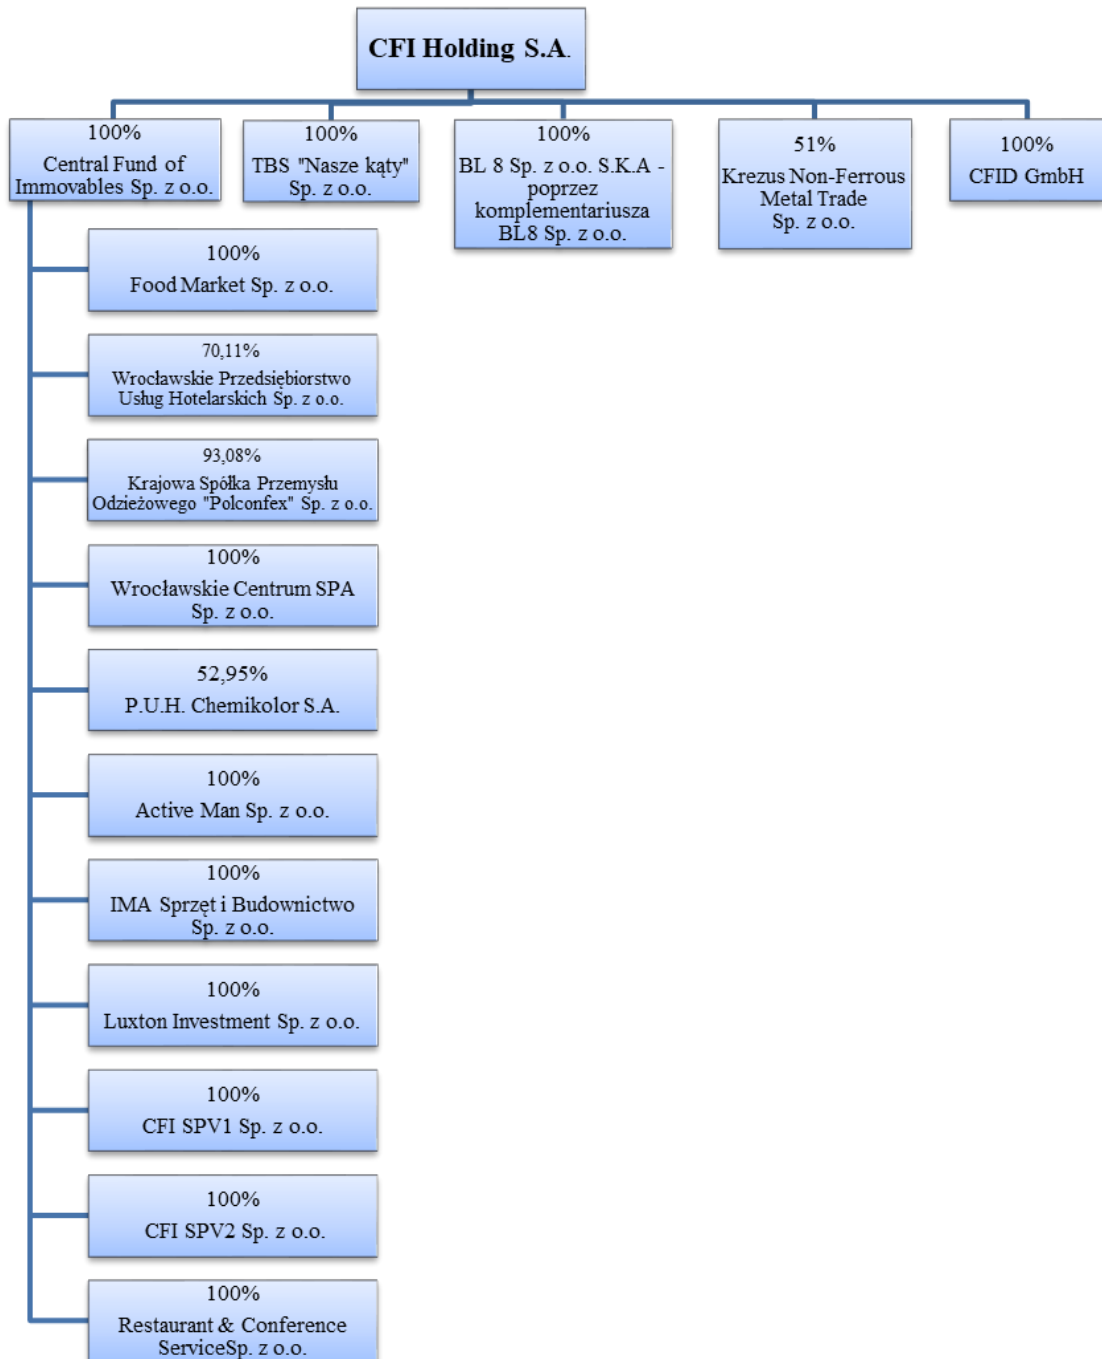 CFI Holding S.A.
100%
Central Fund of
Immovables Sp. z o.o.
100%
TBS "Nasze kąty"
Sp. z o.o.
100%
BL 8 Sp. z o.o. S.K.A -
poprzez
komplementariusza
BL8 Sp. z o.o.
51%
Krezus Non-Ferrous
Metal Trade
Sp. z o.o.
100%
CFID GmbH
100%
Food Market Sp. z o.o.
70,11%
Wrocławskie Przedsiębiorstwo
Usług Hotelarskich Sp. z o.o.
93,08%
Krajowa Spółka Przemysłu
Odzieżowego "Polconfex" Sp. z o.o.
100%
Wrocławskie Centrum SPA
Sp. z o.o.
52,95%
P.U.H. Chemikolor S.A.
100%
Active Man Sp. z o.o.
100%
IMA Sprzęt i Budownictwo
Sp. z o.o.
100%
Luxton Investment Sp. z o.o.
100%
CFI SPV1 Sp. z o.o.
100%
CFI SPV2 Sp. z o.o.
100%
Restaurant & Conference
ServiceSp. z o.o.